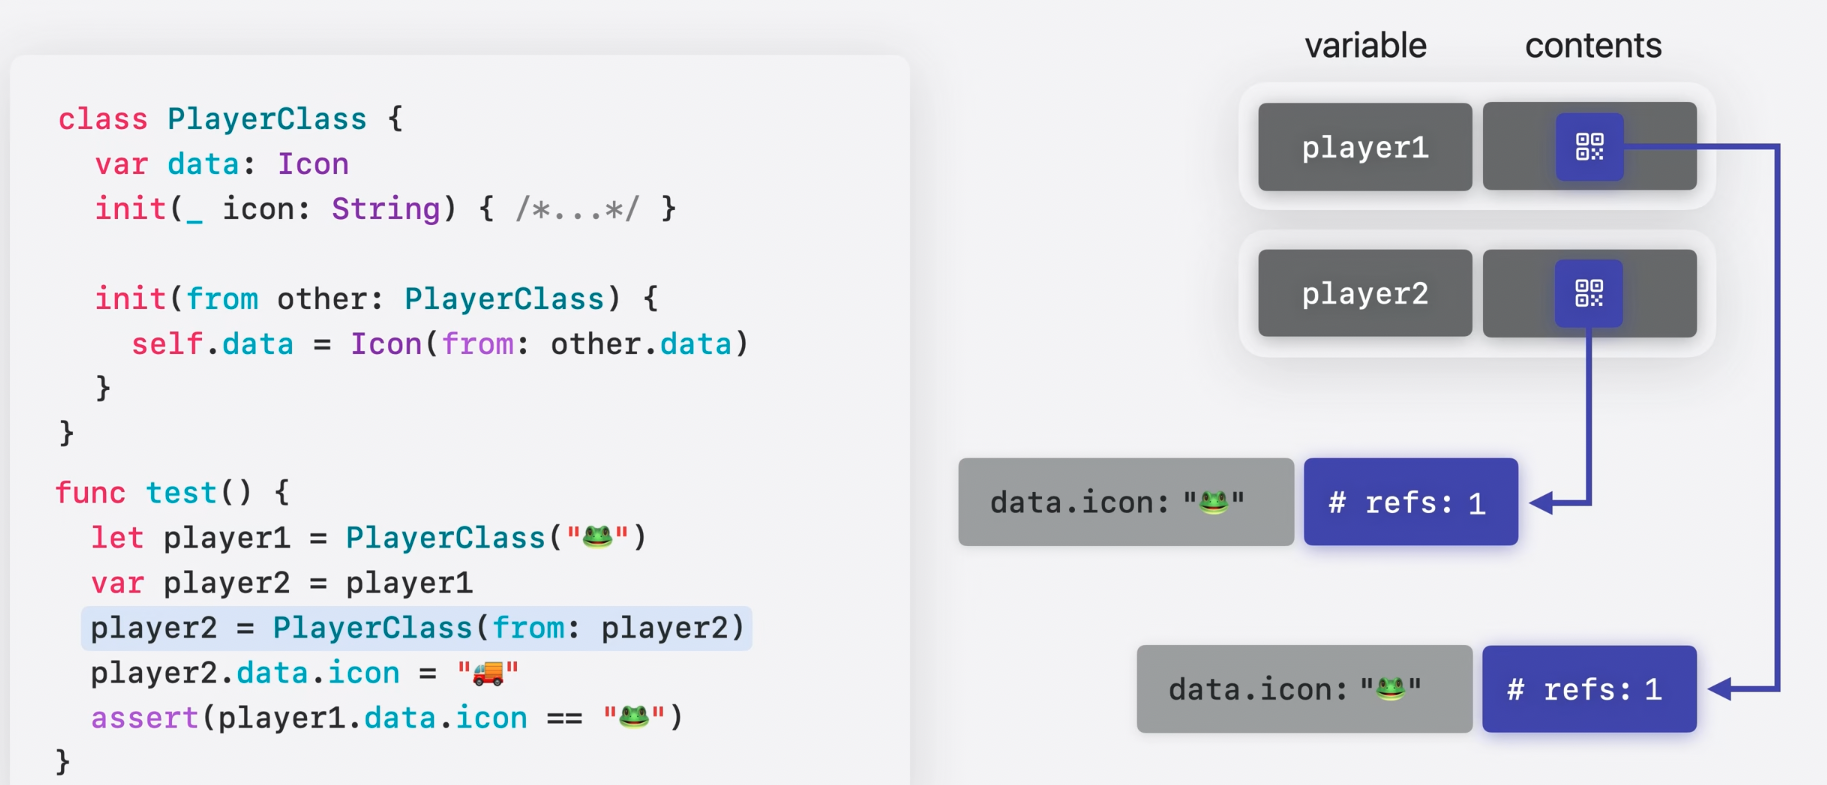 class PlayerClass {
var data: Icon
init(_ icon: String) { /*...*/ }
init(from other: PlayerClass) {
self.data = Icon(from: other.data)
}
}
func test() {
let player1 = PlayerClass("🐸")
var player2 = player1
player2 = PlayerClass(from: player2)
player2.data.icon = "🚚"
assert(player1.data.icon == "🐸")
}
variable contents
player1
player2
data.icon: "🐸" # refs: 1
data.icon: "🐸" # refs: 1